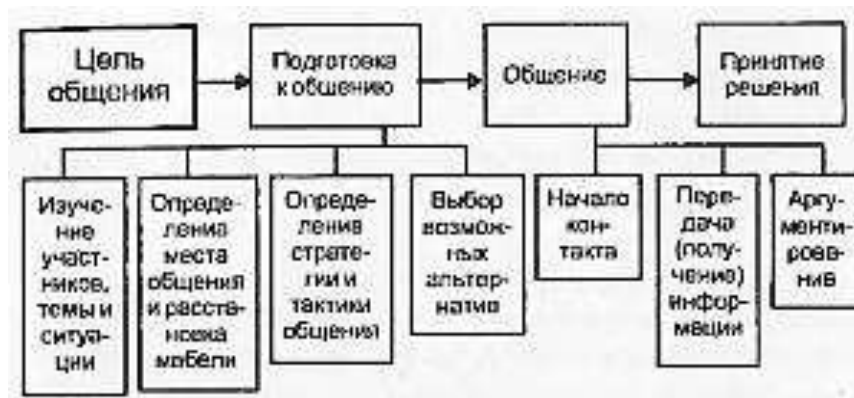 Цель
общения
Подготовка
к общению
Общение
Принятие
решения
Изуче-
ние
участ-
ников,
темы и
ситуа-
ции
Опреде-
ление
места
общения
и расста-
новка
мебели
Опреде-
ление
страте-
гии и
тактики
общения
Выбор
возмож-
ных
альтер-
натив
Начало
кон-
такта
Пере-
дача
(полу-
чение)
инфор-
мации
Аргу-
менти-
рова-
ние